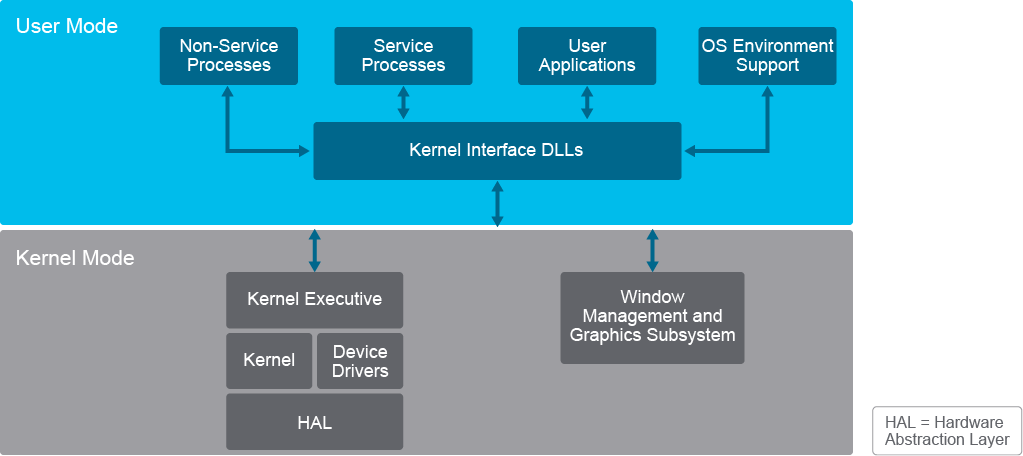 User Mode
Non-Service
Processes
Service
Processes
User
Applications
OS Environment
Support
Kernel Interface DLLs
Kernel Mode
Kernel Executive
Kernel
Device
Drivers
HAL
Window
Management and
Graphics Subsystem
HAL = Hardware
Abstraction Layer